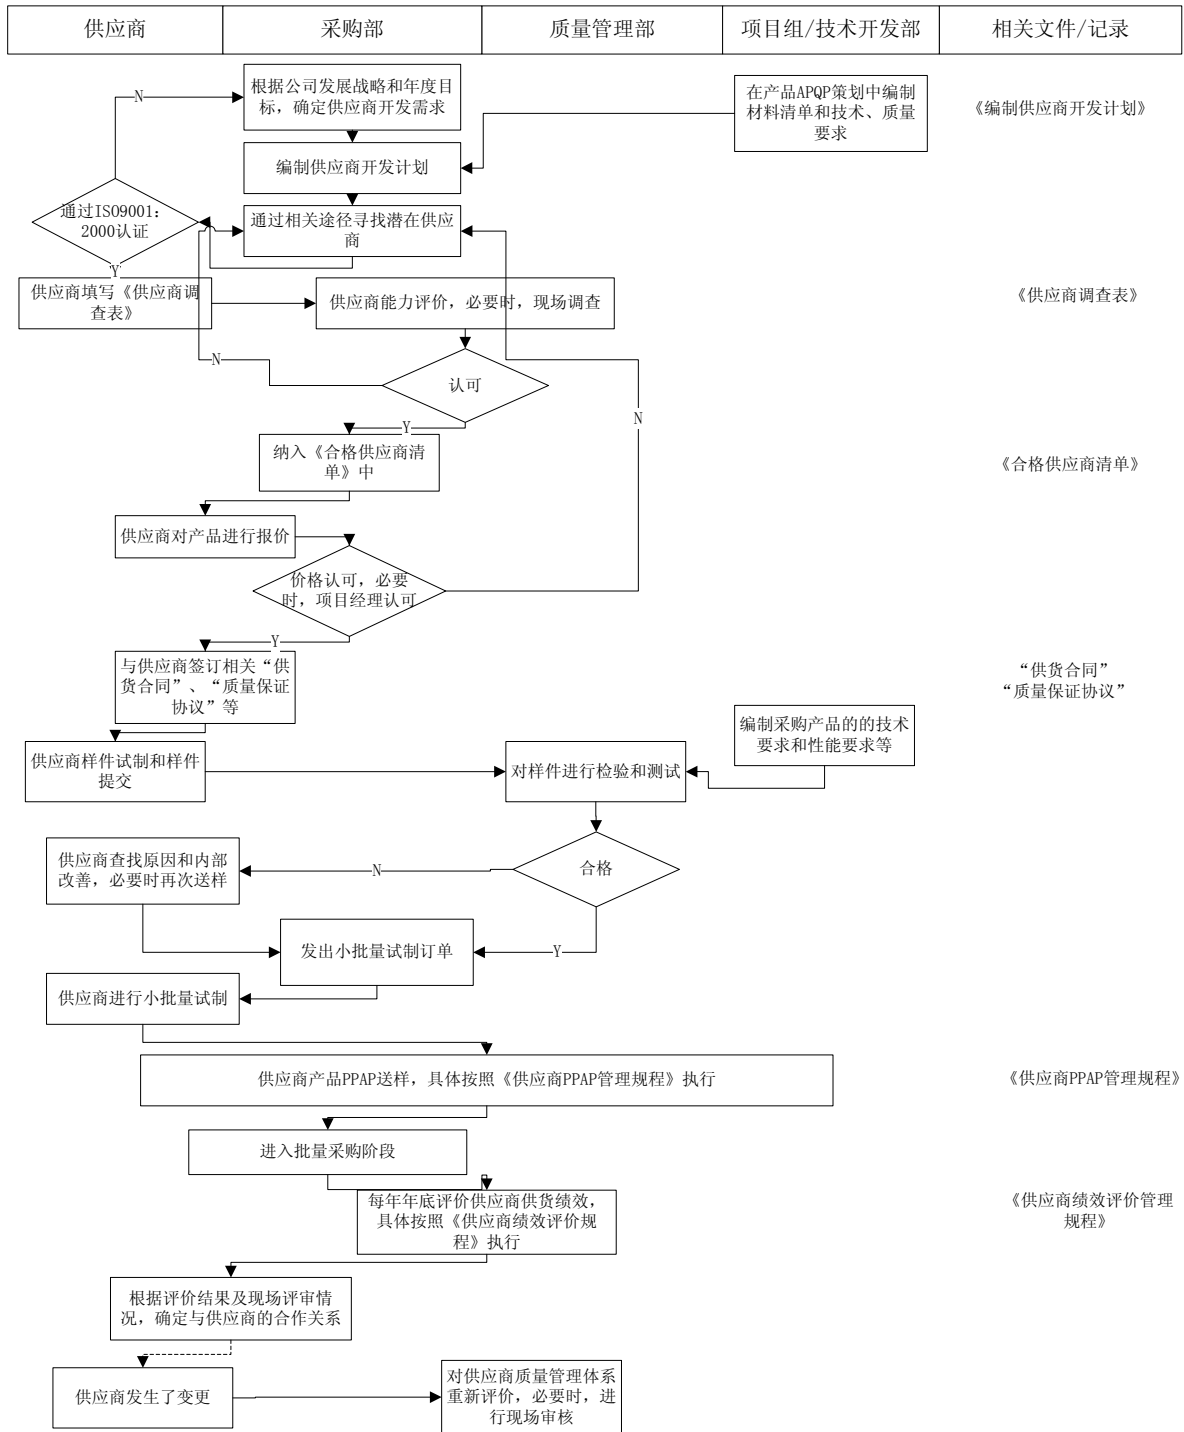 供应商
采购部
质量管理部
项目组/技术开发部
相关文件/记录
根据公司发展战略和年度目
标，确定供应商开发需求
在产品APQP策划中编制
材料清单和技术、质量
要求
《编制供应商开发计划》
N
编制供应商开发计划
通过ISO9001：
2000认证
通过相关途径寻找潜在供应
商
Y
供应商填写《供应商调
查表》
供应商能力评价，必要时，现场调查
《供应商调查表》
N
认可
N
Y
纳入《合格供应商清
单》中
《合格供应商清单》
供应商对产品进行报价
价格认可，必要
时，项目经理认可
Y
与供应商签订相关“供
货合同”、“质量保证
协议”等
“供货合同”
“质量保证协议”
编制采购产品的的技术
要求和性能要求等
供应商样件试制和样件
提交
对样件进行检验和测试
供应商查找原因和内部
改善，必要时再次送样
N
合格
发出小批量试制订单
Y
供应商进行小批量试制
供应商产品PPAP送样，具体按照《供应商PPAP管理规程》执行
《供应商PPAP管理规程》
进入批量采购阶段
每年年底评价供应商供货绩效，
具体按照《供应商绩效评价规
程》执行
《供应商绩效评价管理
规程》
根据评价结果及现场评审情
况，确定与供应商的合作关系
供应商发生了变更
对供应商质量管理体系
重新评价，必要时，进
行现场审核